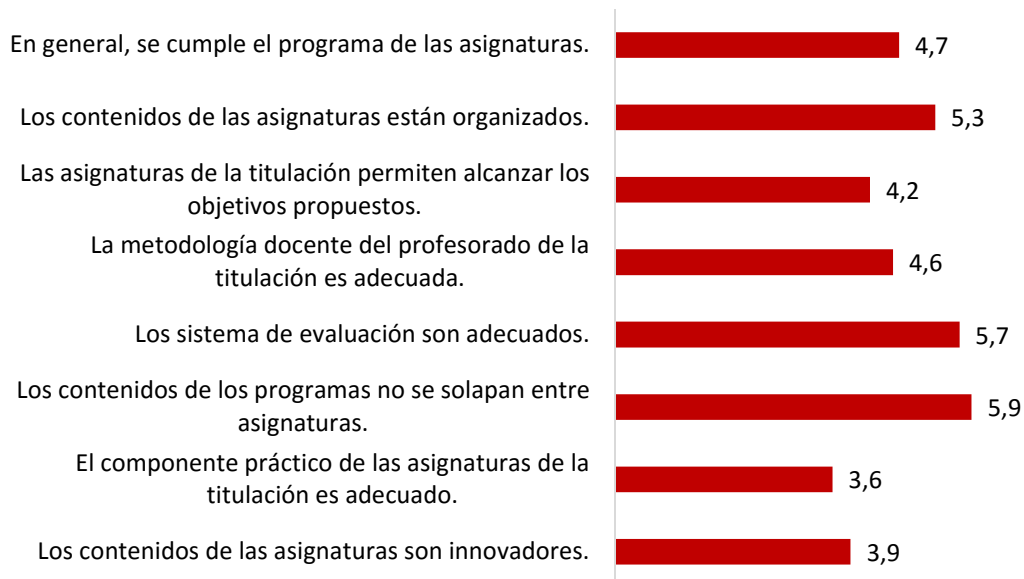 En general, se cumple el programa de las asignaturas.
4,7
Los contenidos de las asignaturas están organizados.
5,3
Las asignaturas de la titulación permiten alcanzar los
objetivos propuestos.
4,2
La metodología docente del profesorado de la
titulación es adecuada.
4,6
Los sistema de evaluación son adecuados.
5,7
Los contenidos de los programas no se solapan entre
asignaturas.
5,9
El componente práctico de las asignaturas de la
titulación es adecuado.
3,6
Los contenidos de las asignaturas son innovadores.
3,9